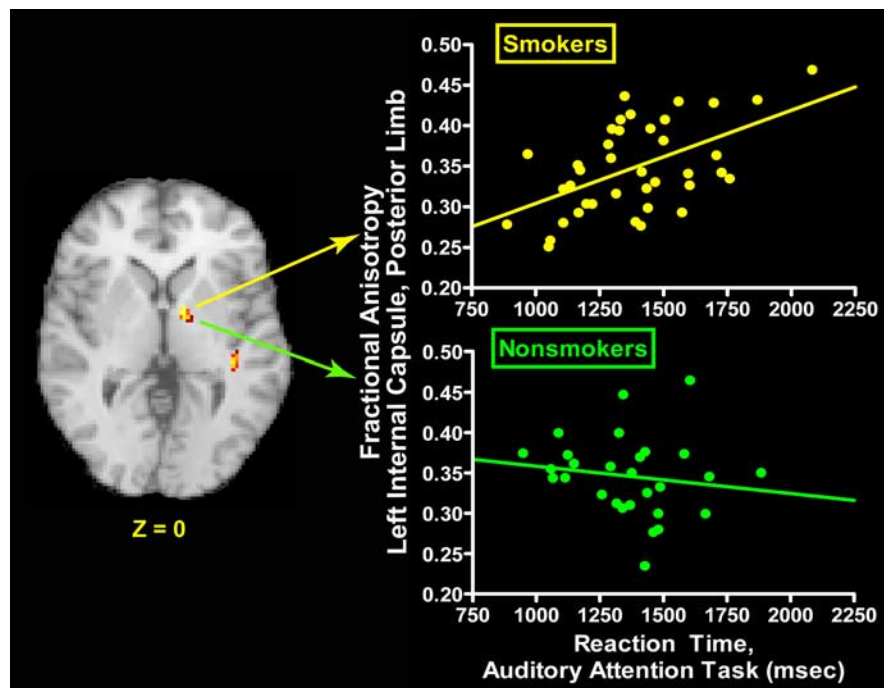 Smokers
0.50
0.45
0.40
0.35
0.30
0.25
0.20
750 1000 1250 1500 1750 2000 2250
Fractional Anisotropy
Left Internal Capsule, Posterior Limb
Z = 0
Nonsmokers
0.50
0.45
0.40
0.35
0.30
0.25
0.20
750 1000 1250 1500 1750 2000 2250
Reaction Time,
Auditory Attention Task (msec)